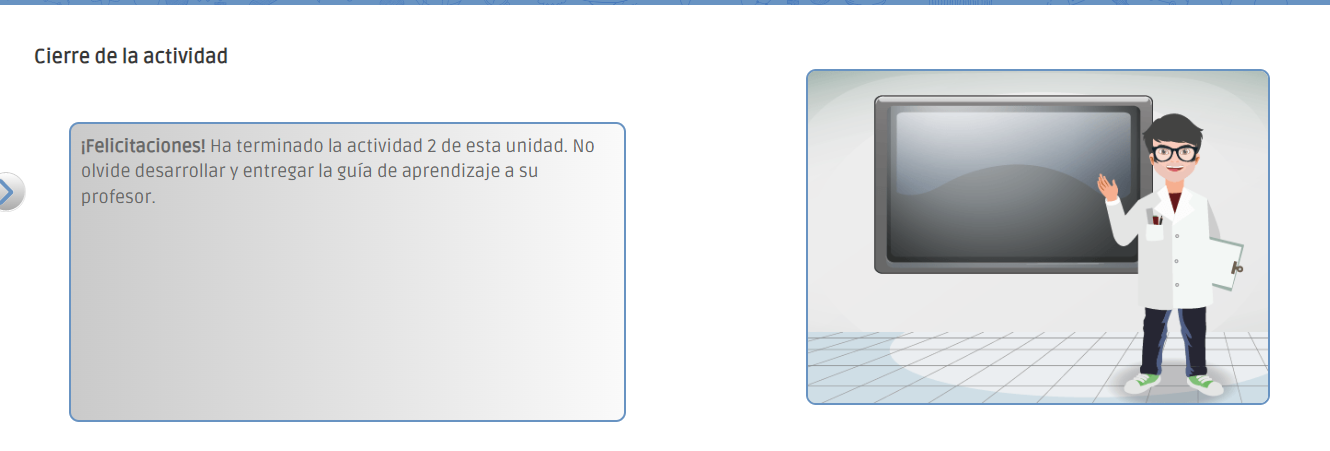 Cierre de la actividad
¡Felicitaciones! Ha terminado la actividad 2 de esta unidad. No
olvide desarrollar y entregar la guía de aprendizaje a su
profesor.